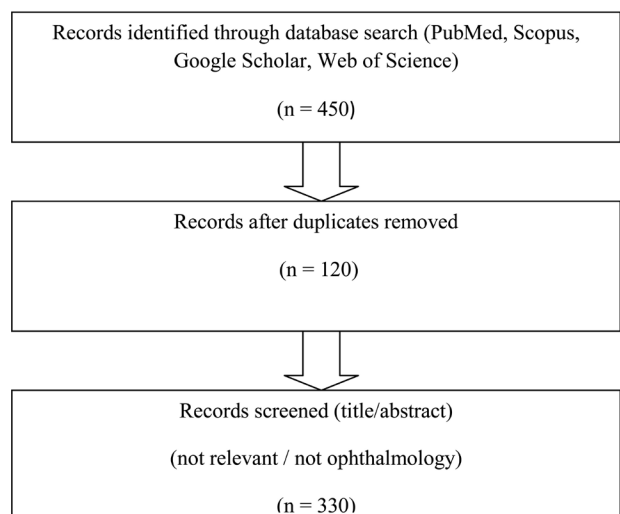 Records identified through database search (PubMed, Scopus,
Google Scholar, Web of Science)
(n = 450)
Records after duplicates removed
(n = 120)
Records screened (title/abstract)
(not relevant / not ophthalmology)
(n = 330)